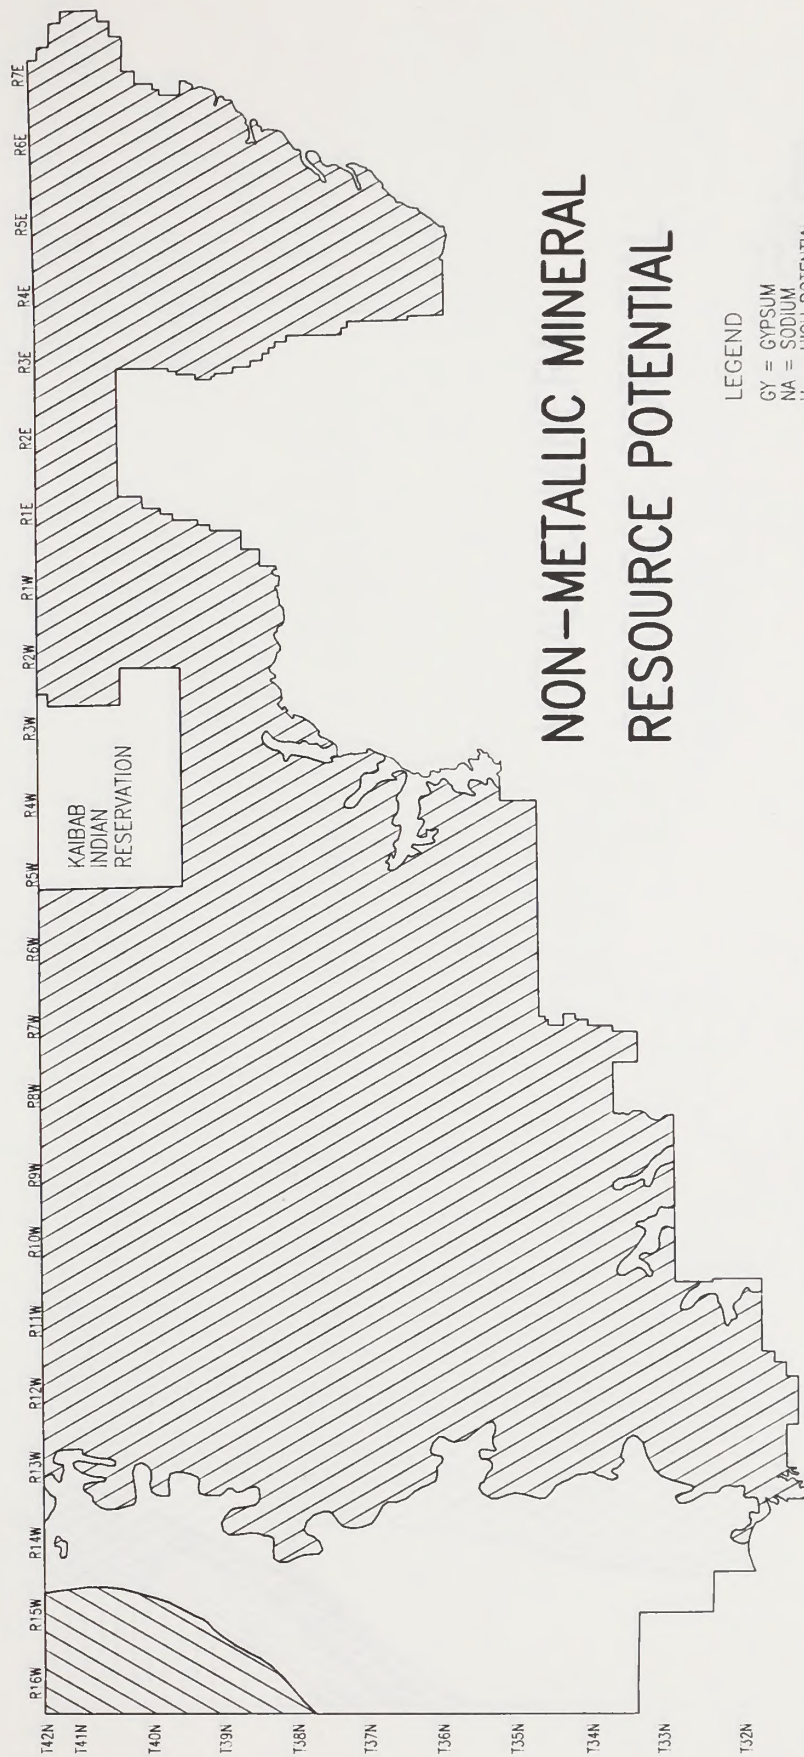 R16W R15W R14W R13W R12W R11W R10W R9W R8W R7W R6W R5W R4W R3W R2W R1W R1E R2E R3E R4E R5E R6E R7E
T42N
T41N
T40N
T39N
T38N
T37N
T36N
T35N
T34N
T33N
T32N
KAIBAB
INDIAN
RESERVATION
NON-METALLIC MINERAL
RESOURCE POTENTIAL
LEGEND
GY = GYPSUM
NA = SODIUM